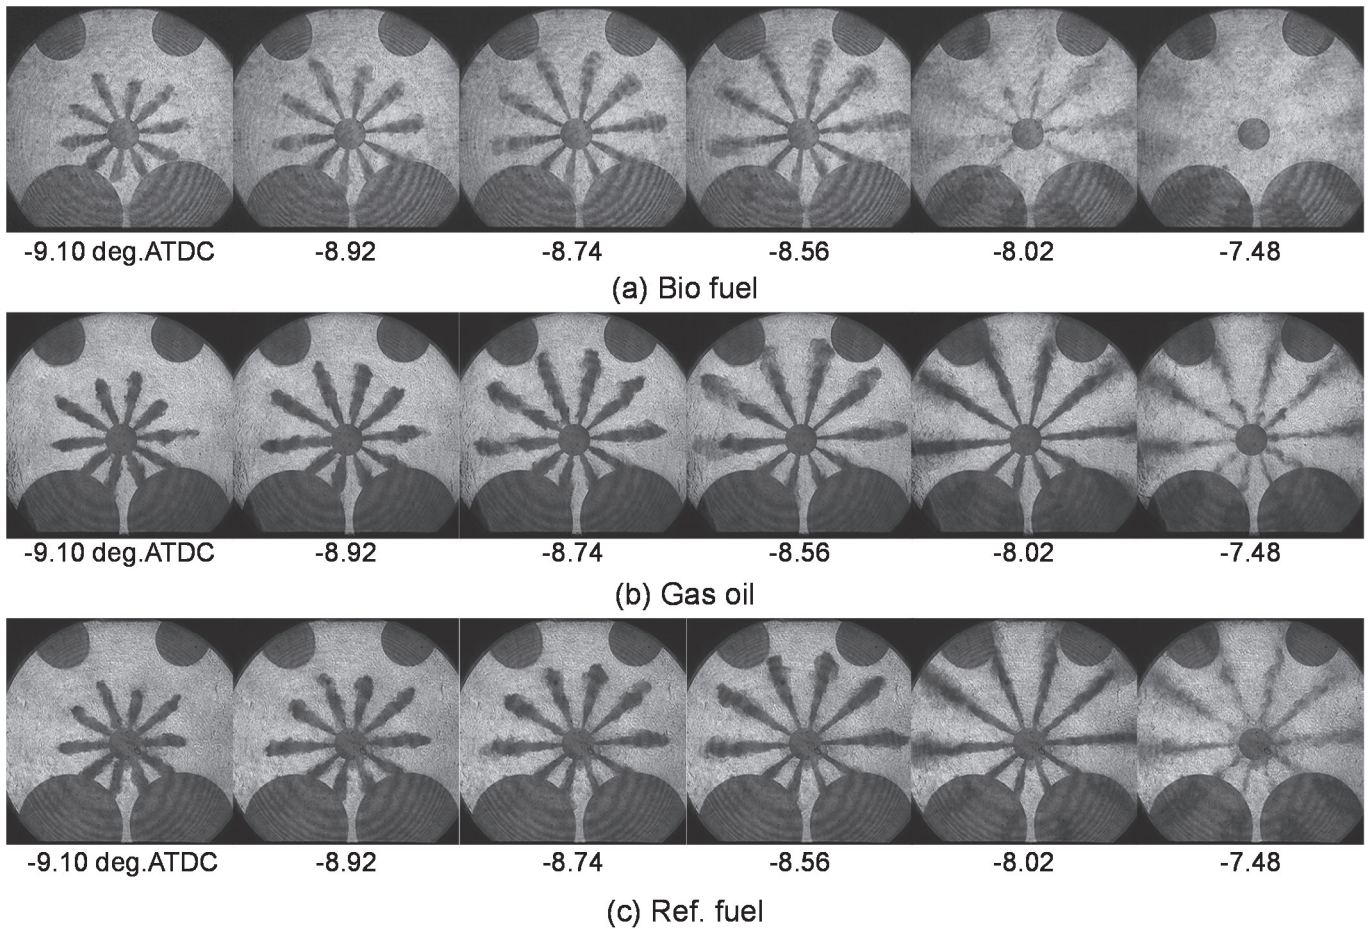 -9.10 deg.ATDC -8.92 -8.74 -8.56 -8.02 -7.48
(a) Bio fuel
-9.10 deg.ATDC -8.92 -8.74 -8.56 -8.02 -7.48
(b) Gas oil
-9.10 deg.ATDC -8.92 -8.74 -8.56 -8.02 -7.48
(c) Ref. fuel